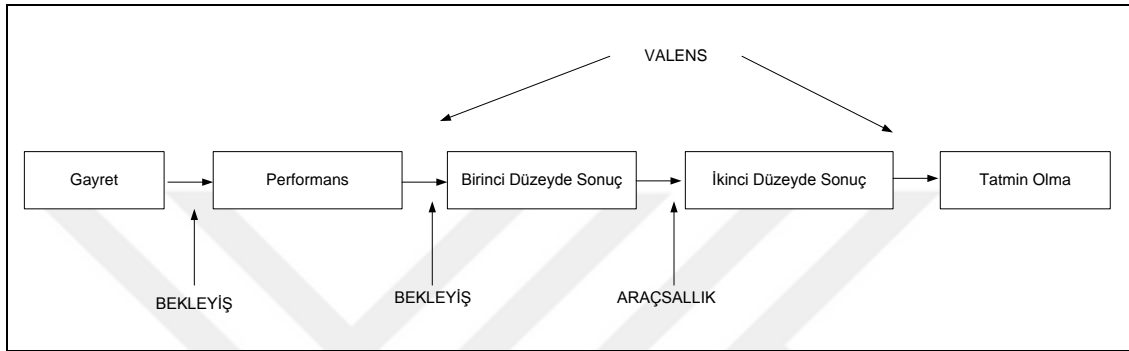 VALENS
Gayret
Performans
Birinci Düzeyde Sonuç
İkinci Düzeyde Sonuç
Tatmin Olma
BEKLEYİŞ
BEKLEYİŞ
ARAÇSALLIK